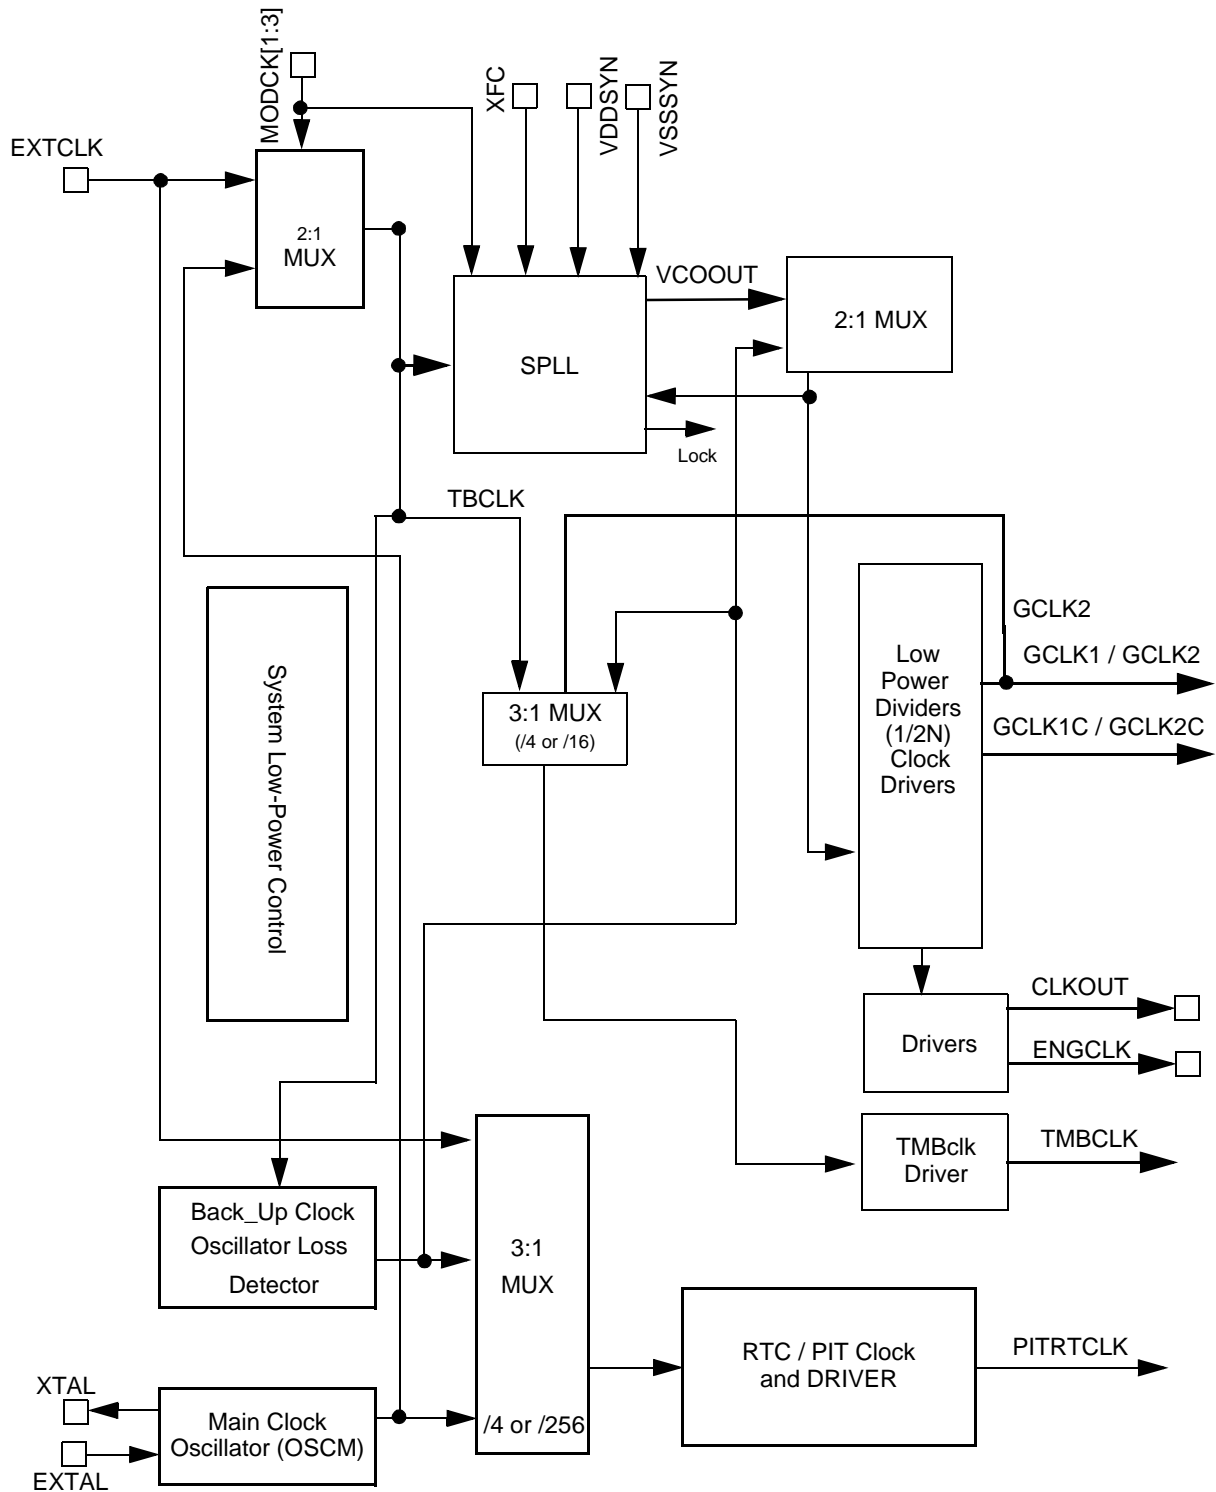 MODCK[1:3]
XFC
VDDSYN
VSSSYN
EXTCLK
2:1
MUX
VCOOUT
2:1 MUX
SPLL
Lock
TBCLK
GCLK2
GCLK1 / GCLK2
GCLK1C / GCLK2C
System Low-Power Control
3:1 MUX
(/4 or /16)
Low
Power
Dividers
(1/2N)
Clock
Drivers
CLKOUT
Drivers
ENGCLK
TMBclk
Driver
TMBCLK
Back_Up Clock
Oscillator Loss
Detector
3:1
MUX
/4 or /256
RTC / PIT Clock
and DRIVER
PITRTCLK
XTAL
Main Clock
Oscillator (OSCM)
EXTAL